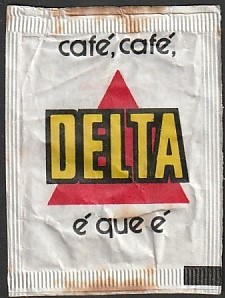 café, café,
DELTA
é que é